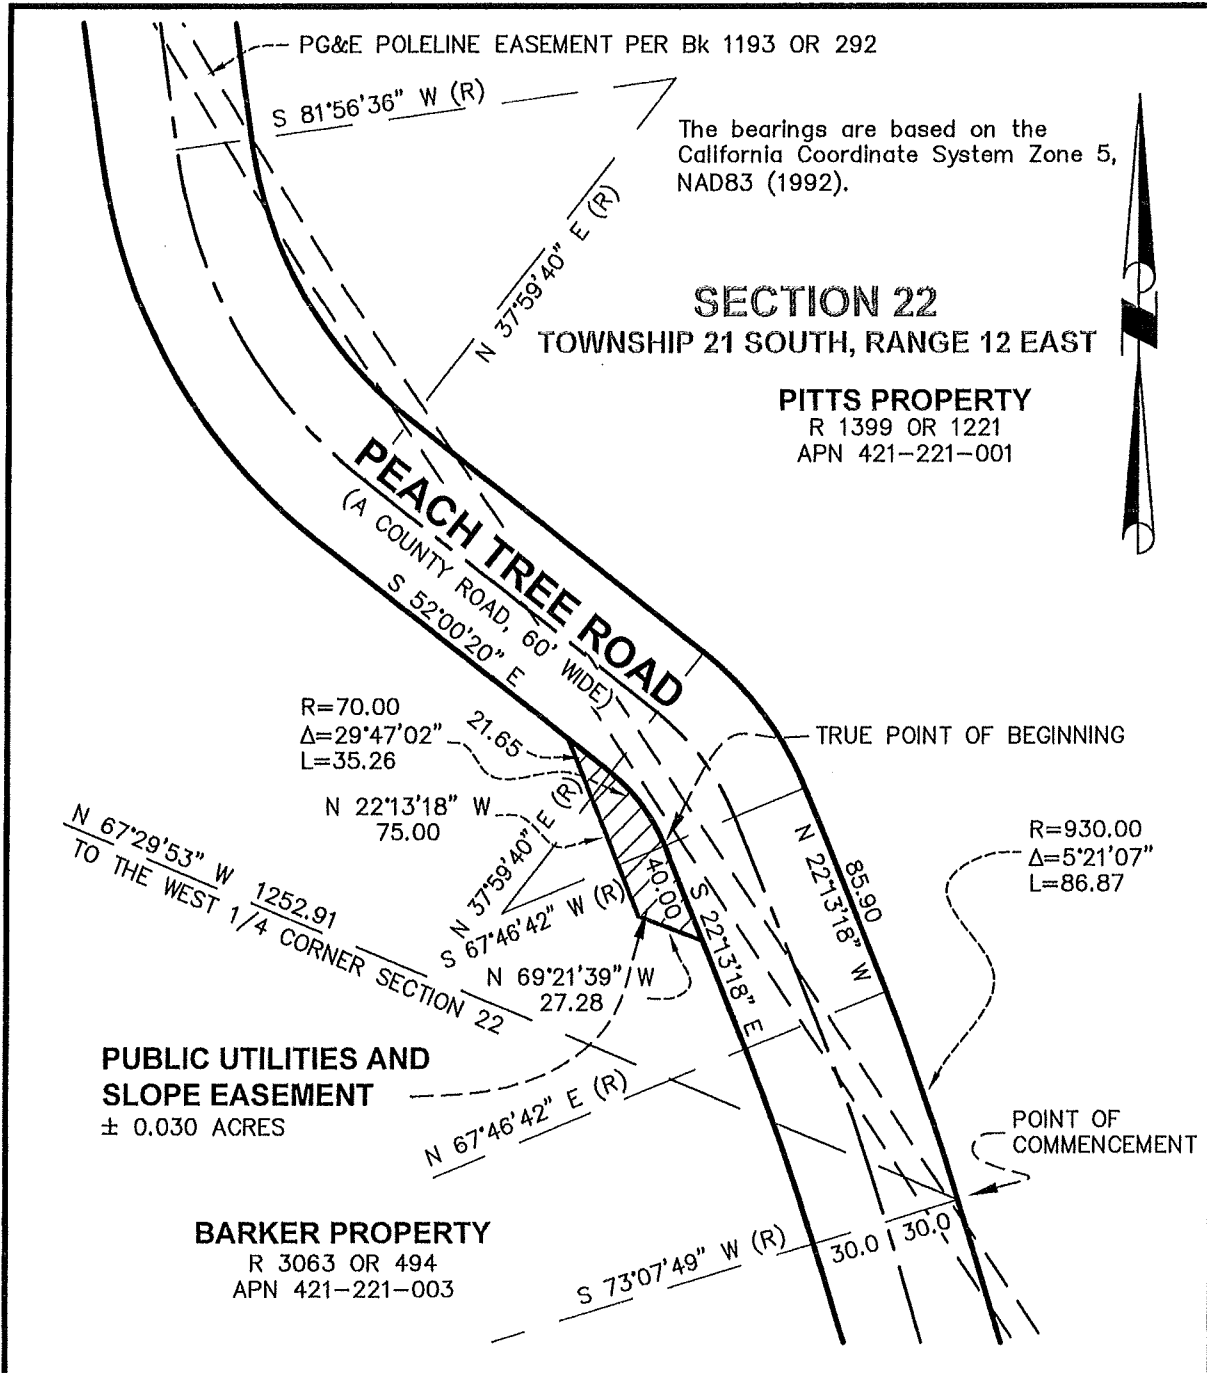 PG&E POLELINE EASEMENT PER Bk 1193 OR 292
S 81°56'36" W (R)
The bearings are based on the
California Coordinate System Zone 5,
NAD83 (1992).
N 37°59'40" E (R)
SECTION 22
TOWNSHIP 21 SOUTH, RANGE 12 EAST
PITTS PROPERTY
R 1399 OR 1221
APN 421-221-001
PEACH TREE ROAD
(A COUNTY ROAD, 60' WIDE)
S 52°00'20" E
R=70.00
Δ=29°47'02"
L=35.26
21.65
TRUE POINT OF BEGINNING
N 22°13'18" W
75.00
N 37°59'40" E (R)
N 67°29'53" W 1252.91
TO THE WEST 1/4 CORNER SECTION 22
R=930.00
Δ=5°21'07"
L=86.87
85.90
N 22°13'18" W
40.00
S 22°13'18" E
S 67°46'42" W (R)
N 69°21'39" W
27.28
PUBLIC UTILITIES AND
SLOPE EASEMENT
± 0.030 ACRES
N 67°46'42" E (R)
POINT OF
COMMENCEMENT
BARKER PROPERTY
R 3063 OR 494
APN 421-221-003
S 73°07'49" W (R)
30.0
30.0